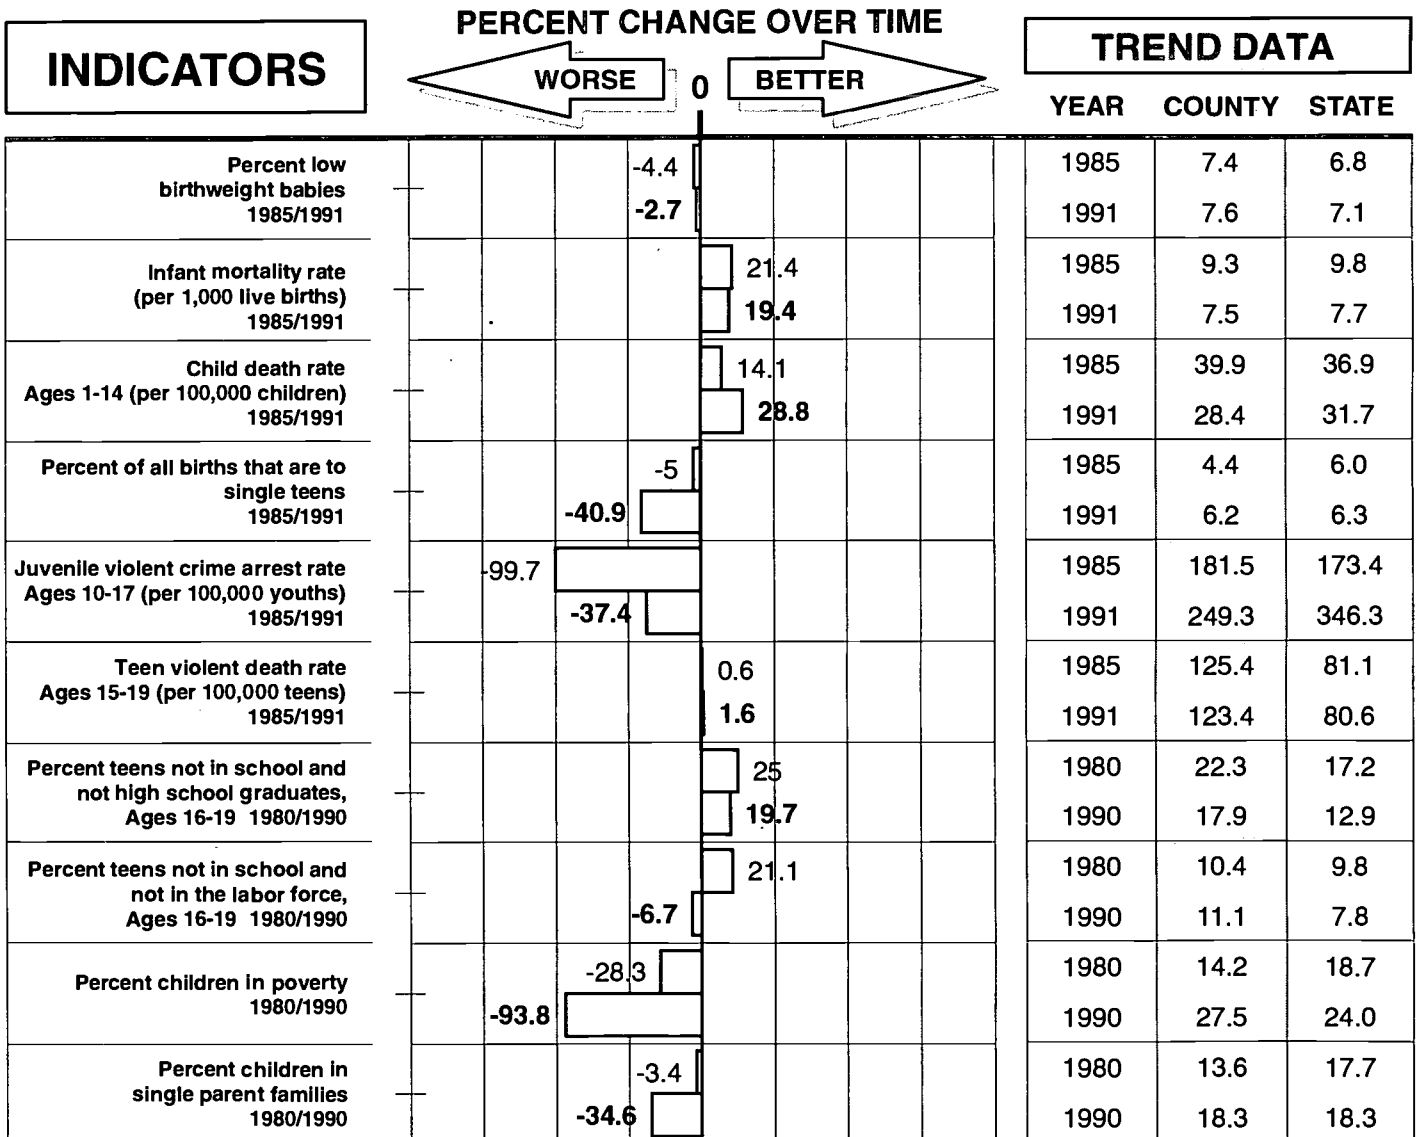 PERCENT CHANGE OVER TIME
INDICATORS
WORSE
0
BETTER
TREND DATA
YEAR COUNTY STATE
Percent low
birthweight babies
1985/1991
-4.4
-2.7
1985 7.4 6.8
1991 7.6 7.1
Infant mortality rate
(per 1,000 live births)
1985/1991
21.4
19.4
1985 9.3 9.8
1991 7.5 7.7
Child death rate
Ages 1-14 (per 100,000 children)
1985/1991
14.1
28.8
1985 39.9 36.9
1991 28.4 31.7
Percent of all births that are to
single teens
1985/1991
-5
-40.9
1985 4.4 6.0
1991 6.2 6.3
Juvenile violent crime arrest rate
Ages 10-17 (per 100,000 youths)
1985/1991
-99.7
-37.4
1985 181.5 173.4
1991 249.3 346.3
Teen violent death rate
Ages 15-19 (per 100,000 teens)
1985/1991
0.6
1.6
1985 125.4 81.1
1991 123.4 80.6
Percent teens not in school and
not high school graduates,
Ages 16-19 1980/1990
25
19.7
1980 22.3 17.2
1990 17.9 12.9
Percent teens not in school and
not in the labor force,
Ages 16-19 1980/1990
21.1
-6.7
1980 10.4 9.8
1990 11.1 7.8
Percent children in poverty
1980/1990
-28.3
-93.8
1980 14.2 18.7
1990 27.5 24.0
Percent children in
single parent families
1980/1990
-3.4
-34.6
1980 13.6 17.7
1990 18.3 18.3